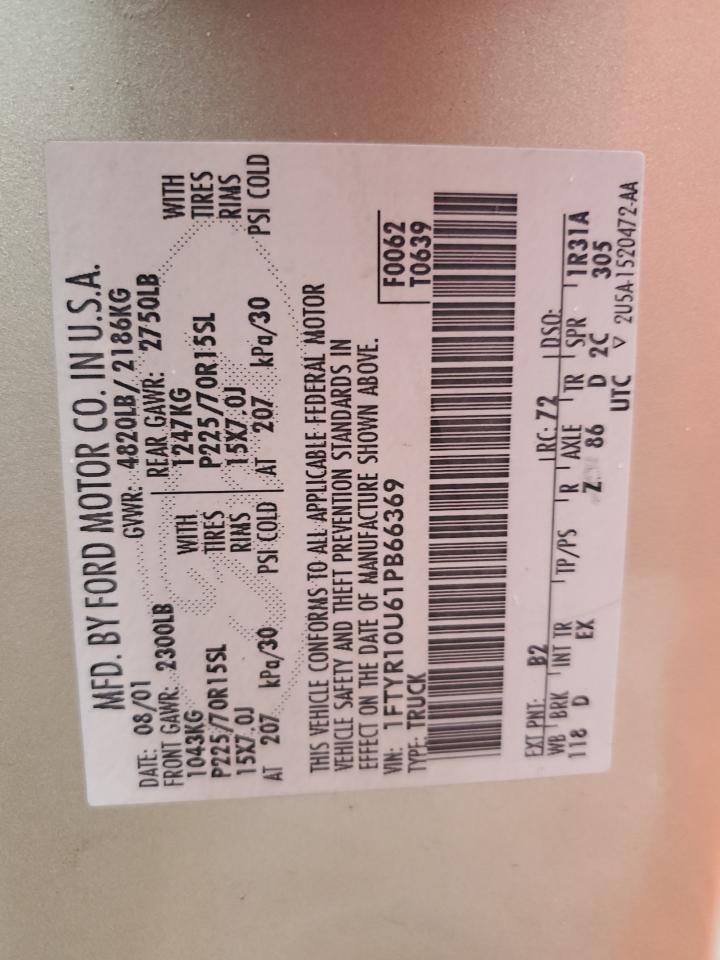 MFD. BY FORD MOTOR CO. IN U.S.A.
DATE: 08/01 GVWR: 4820LB/ 2186KG
FRONT GAWR: 2300LB REAR GAWR: 2750LB
1043KG WITH 1247KG WITH
P225/70R15SL TIRES P225/70R15SL TIRES
15X7.0J RIMS 15X7.0J RIMS
AT 207 kPa/30 PSI COLD AT 207 kPa/30 PSI COLD
THIS VEHICLE CONFORMS TO ALL APPLICABLE FEDERAL MOTOR
VEHICLE SAFETY AND THEFT PREVENTION STANDARDS IN
EFFECT ON THE DATE OF MANUFACTURE SHOWN ABOVE.
VIN: 1FTYR10U61PB66369 F0062
TYPE: TRUCK T0639
EXT PNT: B2 RC: 72 DSO:
WB BRK INT TR TP/PS R AXLE TR SPR 1R31A
118 D EX Z 86 D 2C 305
UTC ▽ 2U5A-1520472-AA